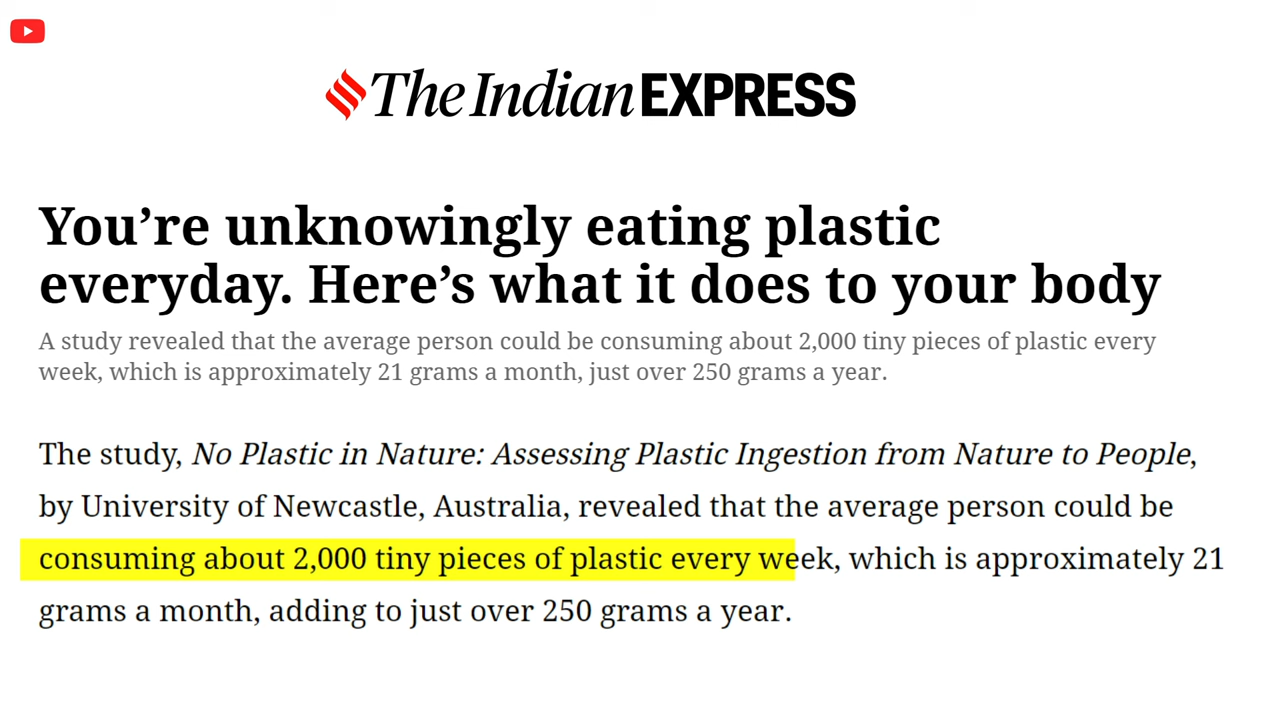 The Indian EXPRESS
You’re unknowingly eating plastic
everyday. Here’s what it does to your body
A study revealed that the average person could be consuming about 2,000 tiny pieces of plastic every
week, which is approximately 21 grams a month, just over 250 grams a year.
The study, No Plastic in Nature: Assessing Plastic Ingestion from Nature to People,
by University of Newcastle, Australia, revealed that the average person could be
consuming about 2,000 tiny pieces of plastic every week, which is approximately 21
grams a month, adding to just over 250 grams a year.